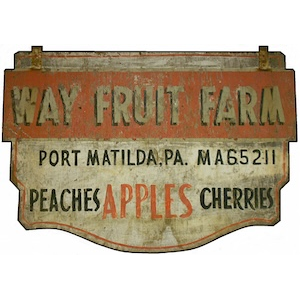 WAY FRUIT FARM
PORT MATILDA.PA. MA65211
PEACHES APPLES CHERRIES